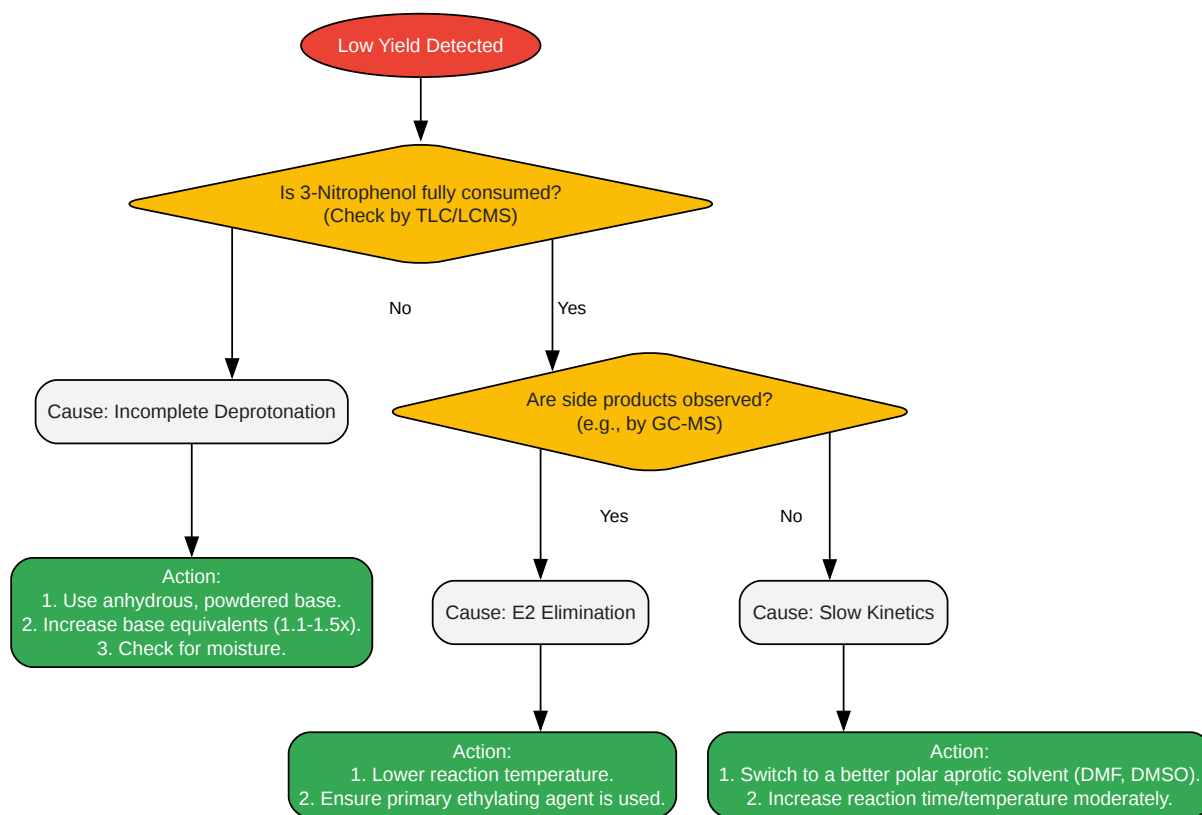 Low Yield Detected
Is 3-Nitrophenol fully consumed?
(Check by TLC/LCMS)
No
Yes
Cause: Incomplete Deprotonation
Are side products observed?
(e.g., by GC-MS)
Yes
No
Action:
1. Use anhydrous, powdered base.
2. Increase base equivalents (1.1-1.5x).
3. Check for moisture.
Cause: E2 Elimination
Cause: Slow Kinetics
Action:
1. Lower reaction temperature.
2. Ensure primary ethylating agent is used.
Action:
1. Switch to a better polar aprotic solvent (DMF, DMSO).
2. Increase reaction time/temperature moderately.